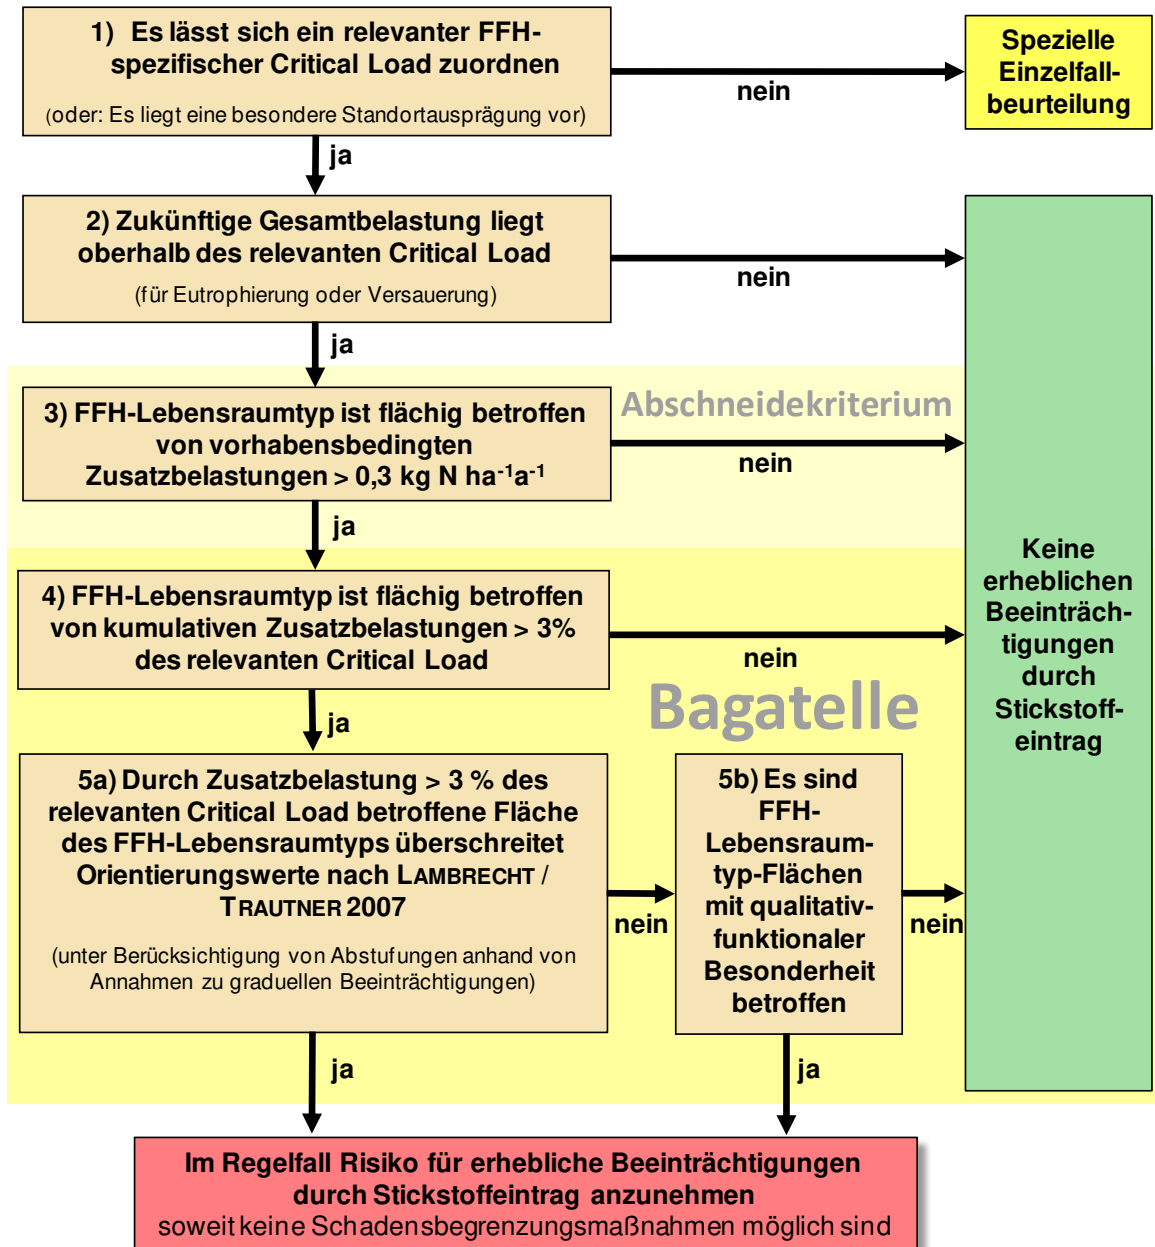 1) Es lässt sich ein relevanter FFH-
spezifischer Critical Load zuordnen
(oder: Es liegt eine besondere Standortausprägung vor)
nein
Spezielle
Einzelfall-
beurteilung
ja
2) Zukünftige Gesamtbelastung liegt
oberhalb des relevanten Critical Load
(für Eutrophierung oder Versauerung)
nein
ja
3) FFH-Lebensraumtyp ist flächig betroffen
von vorhabensbedingten
Zusatzbelastungen > 0,3 kg N ha⁻¹a⁻¹
Abschneidekriterium
nein
ja
4) FFH-Lebensraumtyp ist flächig betroffen
von kumulativen Zusatzbelastungen > 3%
des relevanten Critical Load
nein
Bagatelle
ja
5a) Durch Zusatzbelastung > 3 % des
relevanten Critical Load betroffene Fläche
des FFH-Lebensraumtyps überschreitet
Orientierungswerte nach LAMBRECHT /
TRAUTNER 2007
(unter Berücksichtigung von Abstufungen anhand von
Annahmen zu graduellen Beeinträchtigungen)
nein
5b) Es sind
FFH-
Lebensraum-
typ-Flächen
mit qualitativ-
funktionaler
Besonderheit
betroffen
nein
Keine
erheblichen
Beeinträch-
tigungen
durch
Stickstoff-
eintrag
ja
ja
Im Regelfall Risiko für erhebliche Beeinträchtigungen
durch Stickstoffeintrag anzunehmen
soweit keine Schadensbegrenzungsmaßnahmen möglich sind